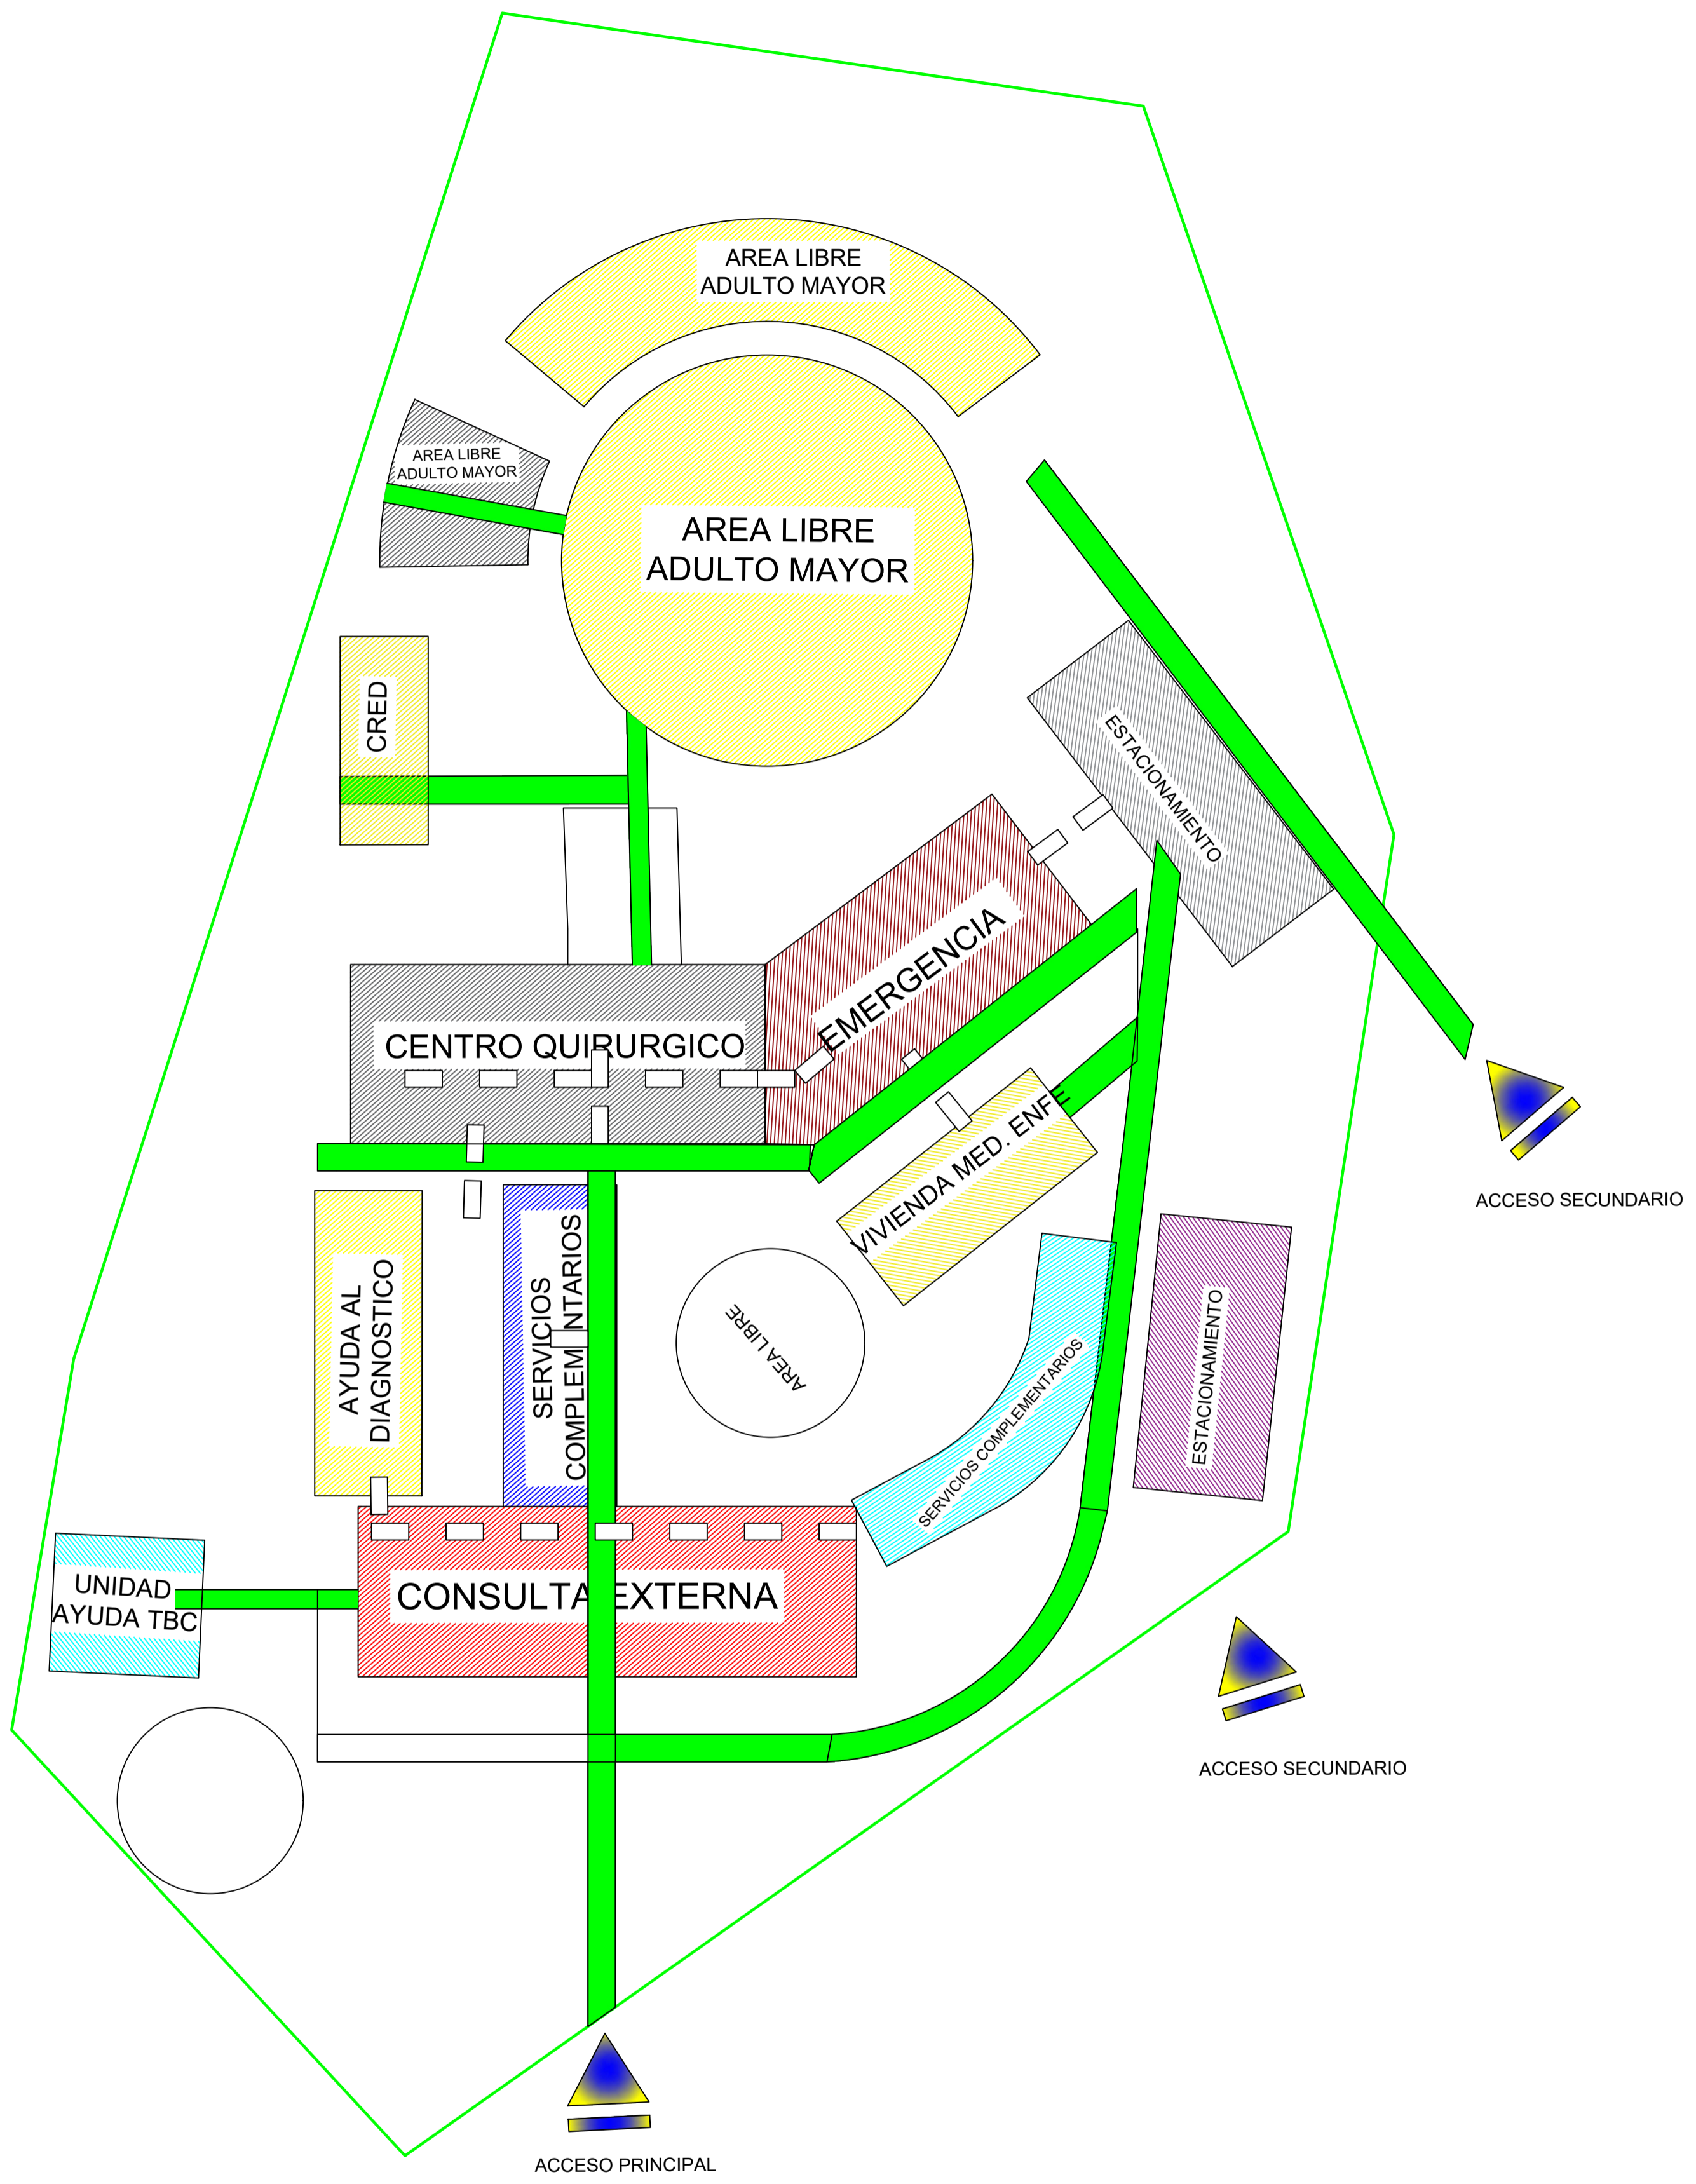 AREA LIBRE
ADULTO MAYOR
AREA LIBRE
ADULTO MAYOR
AREA LIBRE
ADULTO MAYOR
CRED
ESTACIONAMIENTO
EMERGENCIA
CENTRO QUIRURGICO
VIVIENDA MED. ENFE
ACCESO SECUNDARIO
AYUDA AL
DIAGNOSTICO
SERVICIOS
COMPLEM NTARIOS
AREA LIBRE
SERVICIOS COMPLEMENTARIOS
ESTACIONAMIENTO
UNIDAD
AYUDA TBC
CONSULTA EXTERNA
ACCESO SECUNDARIO
ACCESO PRINCIPAL